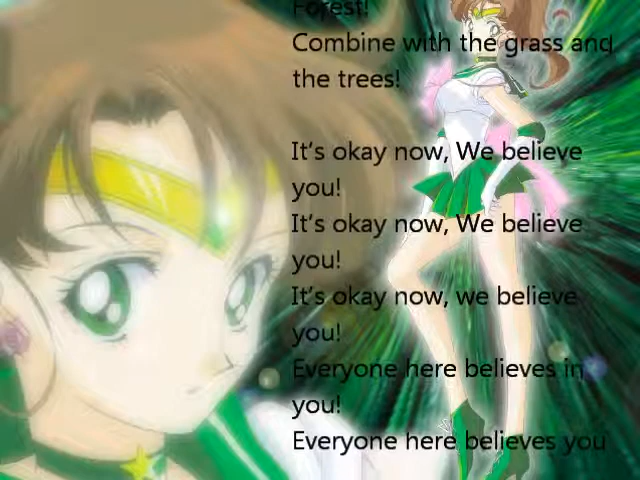 Forest!
Combine with the grass and
the trees!
It's okay now, We believe
you!
It's okay now, We believe
you!
It's okay now, we believe
you!
Everyone here believes in
you!
Everyone here believes you